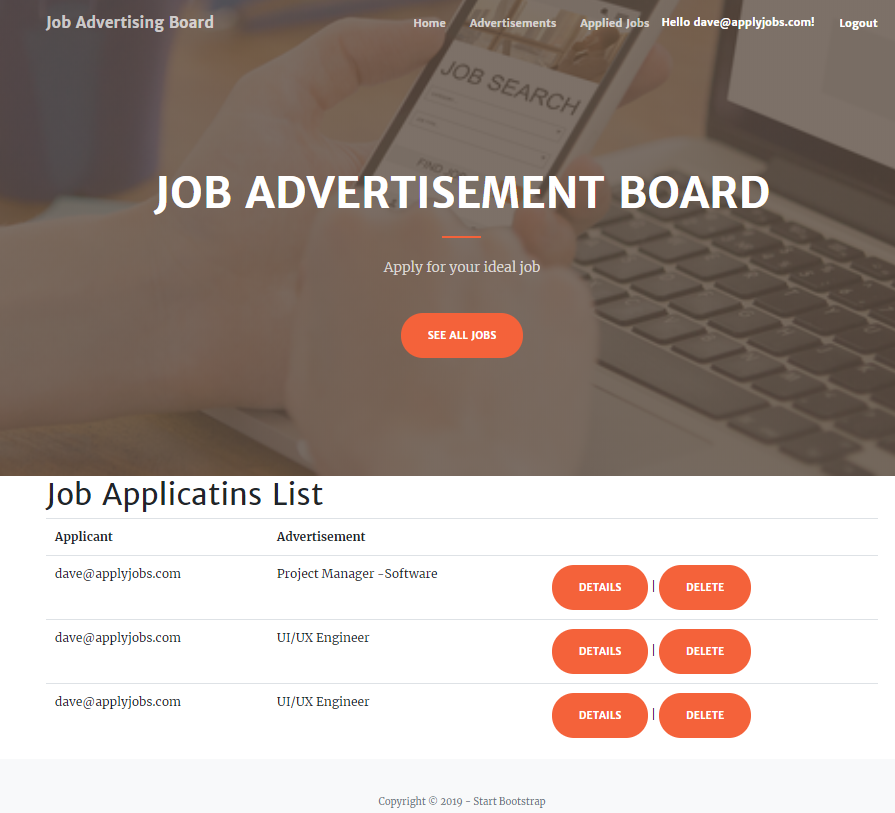 Job Advertising Board Home Advertisements Applied Jobs Hello dave@applyjobs.com! Logout
JOB SEARCH
JOB ADVERTISEMENT BOARD
Apply for your ideal job
SEE ALL JOBS
Job Applicatins List
Applicant Advertisement
dave@applyjobs.com Project Manager -Software DETAILS | DELETE
dave@applyjobs.com UI/UX Engineer DETAILS | DELETE
dave@applyjobs.com UI/UX Engineer DETAILS | DELETE
Copyright © 2019 - Start Bootstrap